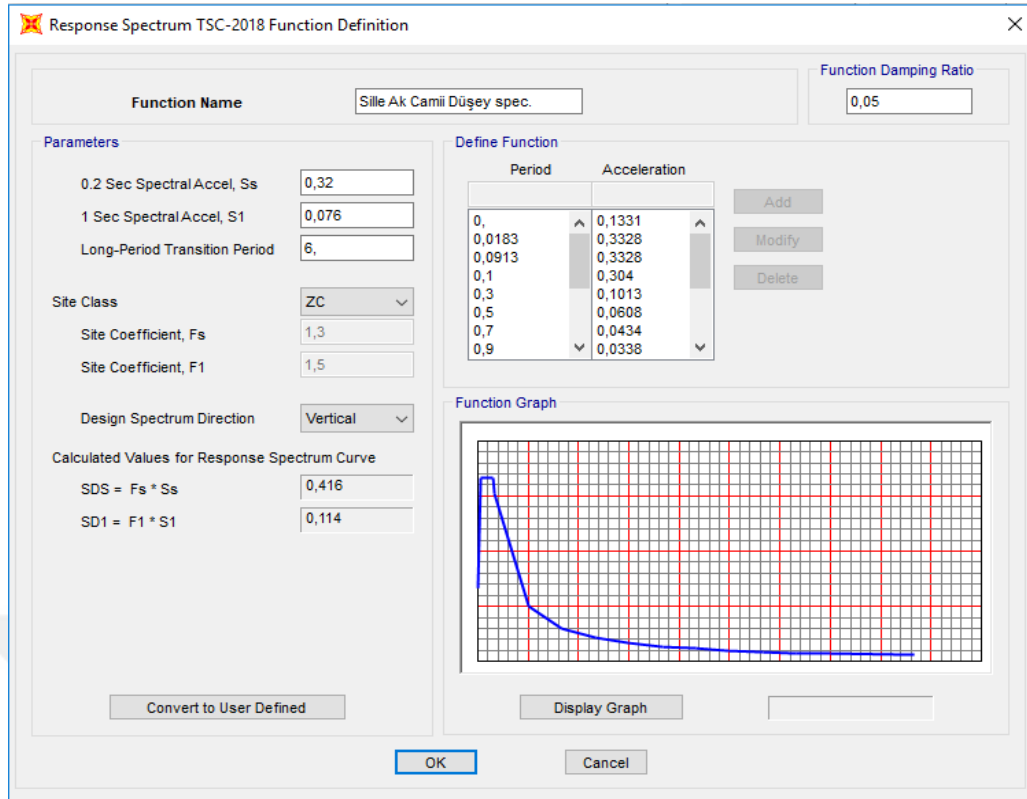 Response Spectrum TSC-2018 Function Definition
Function Damping Ratio
Function Name Sille Ak Camii Düşey spec. 0,05
Parameters
0.2 Sec Spectral Accel, Ss 0,32
1 Sec Spectral Accel, S1 0,076
Long-Period Transition Period 6,
Site Class ZC
Site Coefficient, Fs 1,3
Site Coefficient, F1 1,5
Design Spectrum Direction Vertical
Calculated Values for Response Spectrum Curve
SDS = Fs * Ss 0,416
SD1 = F1 * S1 0,114
Convert to User Defined
Define Function
Period Acceleration
0, 0,1331
0,0183 0,3328
0,0913 0,3328
0,1 0,304
0,3 0,1013
0,5 0,0608
0,7 0,0434
0,9 0,0338
Add
Modify
Delete
Function Graph
Display Graph
OK Cancel